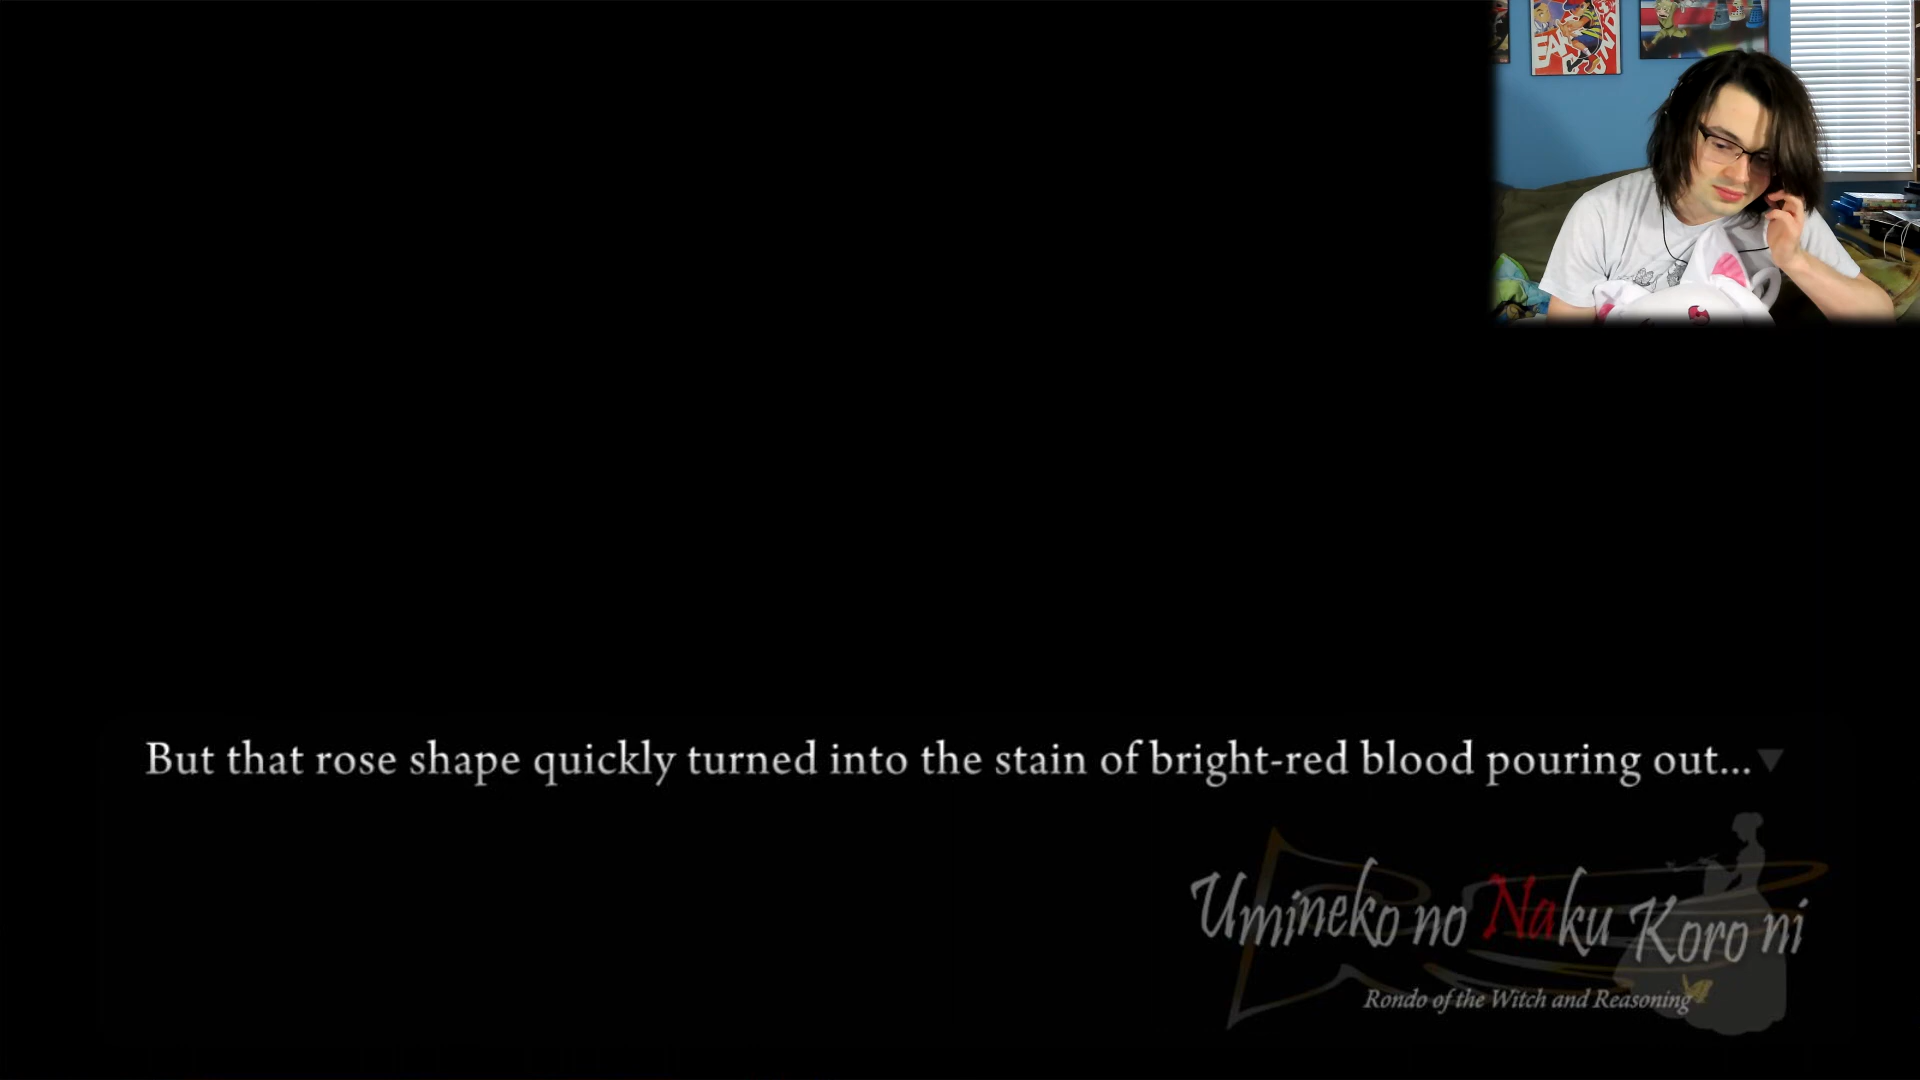 But that rose shape quickly turned into the stain of bright-red blood pouring out...
Umineko no Naku Koro ni
Rondo of the Witch and Reasoning